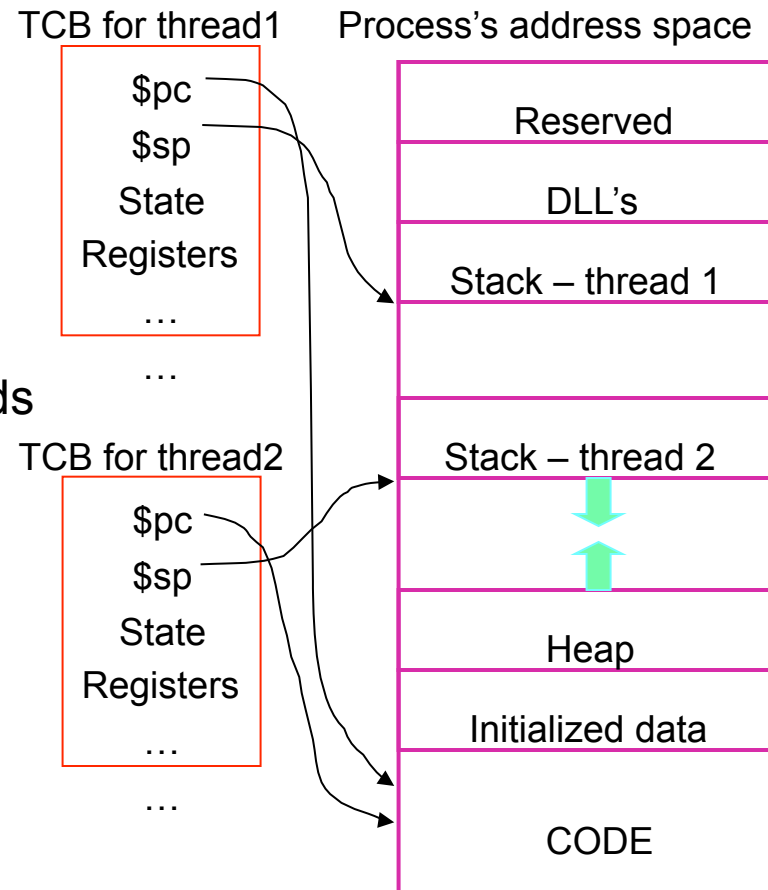 TCB for thread1
$pc
$sp
State
Registers
…
…
ds
TCB for thread2
$pc
$sp
State
Registers
…
…
Process’s address space
Reserved
DLL’s
Stack – thread 1
Stack – thread 2
Heap
Initialized data
CODE